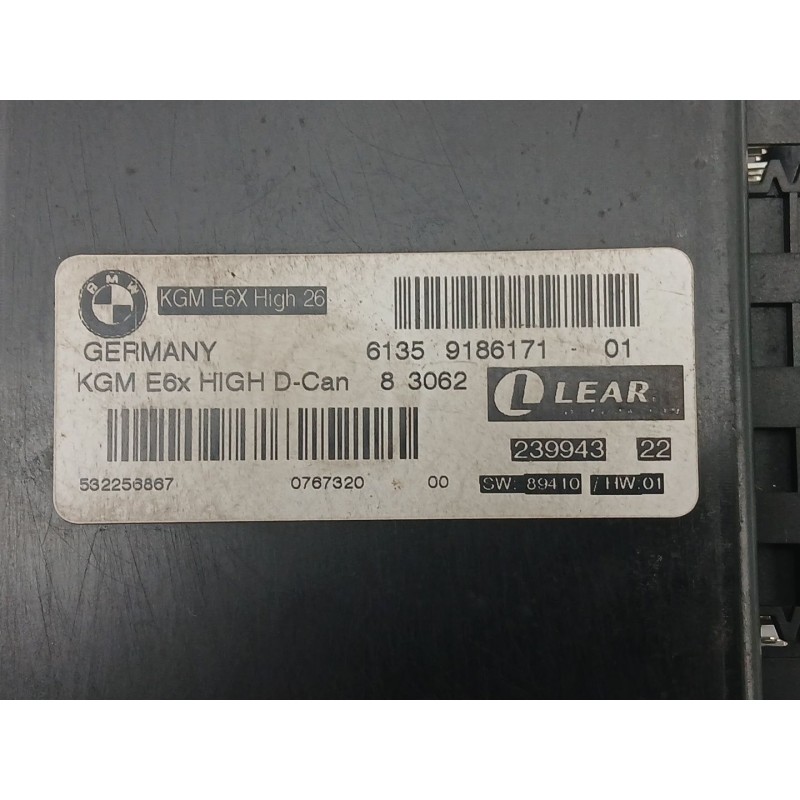 BMW KGM E6X High 26
GERMANY 6135 9186171 - 01
KGM E6x HIGH D-Can 8 3062 LEAR
239943 22
532256867 0767320 00 SW: 89410 / HW:01